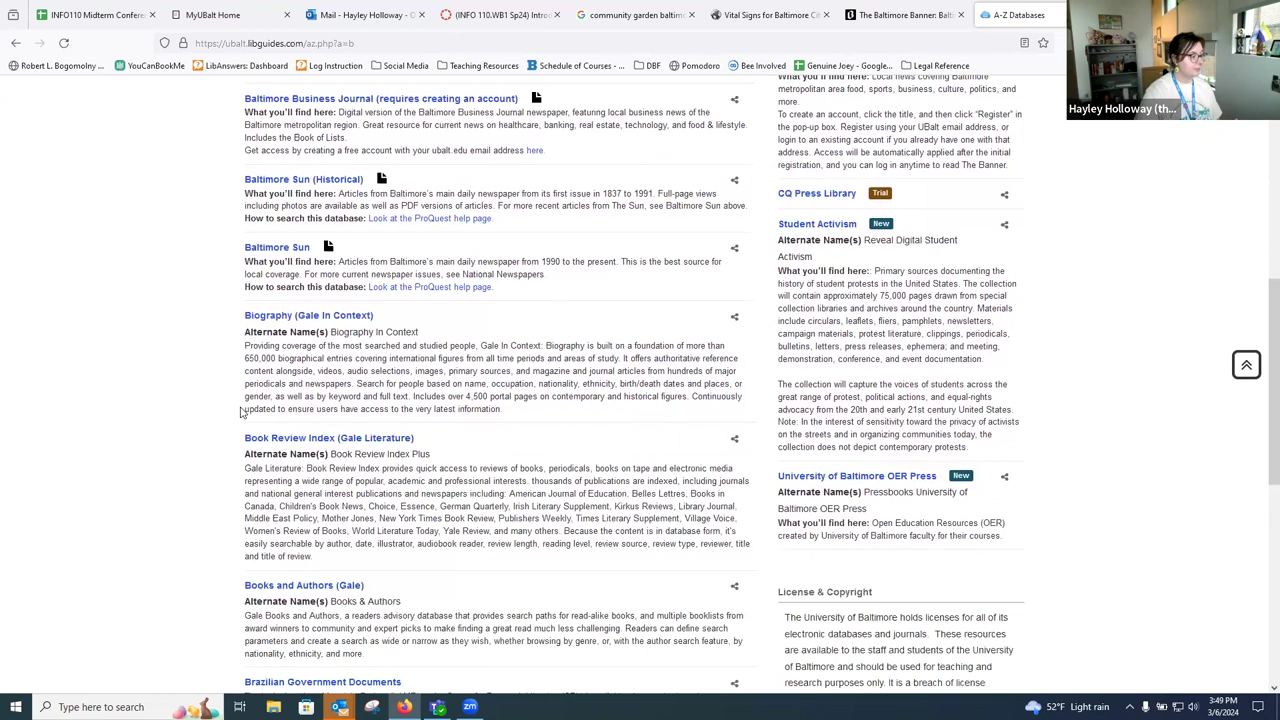 INFO110 Midterm Confere
MyUBalt Home
Mail - Hayley Holloway - O
(INFO 110.WB1 Sp24) Introc
community garden baltim
Vital Signs for Baltimore Ci
The Baltimore Banner: Balti
A-Z Databases
https://ubalt.libguides.com/az.php?a=b
Robert L. Bogomolny ...
YouCanBookMe
LibAnswers: Dashboard
Log Instruction
Social Media
Teaching Resources
Schedule of Courses - ...
DBF
Pomodoro
Bee Involved
Genuine Joey - Googl...
Legal Reference
Hayley Holloway (th...
Baltimore Business Journal (requires creating an account)
What you'll find here: Digital version of the Baltimore Business Journal newspaper, featuring local business news of the
Baltimore metropolitan region. Great resource for current news on healthcare, banking, real estate, technology, and food & lifestyle.
Includes the Book of Lists.
Get access by creating a free account with your ubalt.edu email address here.
Baltimore Sun (Historical)
What you'll find here: Articles from Baltimore's main daily newspaper from its first issue in 1837 to 1991. Full-page views
including photos are available as well as PDF versions of articles. For more recent articles from The Sun, see Baltimore Sun above.
How to search this database: Look at the ProQuest help page.
Baltimore Sun
What you'll find here: Articles from Baltimore's main daily newspaper from 1990 to the present. This is the best source for
local coverage. For more current newspaper issues, see National Newspapers.
How to search this database: Look at the ProQuest help page.
Biography (Gale In Context)
Alternate Name(s) Biography In Context
Providing coverage of the most searched and studied people, Gale In Context: Biography is built on a foundation of more than
650,000 biographical entries covering international figures from all time periods and areas of study. It offers authoritative reference
content alongside, videos, audio selections, images, primary sources, and magazine and journal articles from hundreds of major
periodicals and newspapers. Search for people based on name, occupation, nationality, ethnicity, birth/death dates and places, or
gender, as well as by keyword and full text. Includes over 4,500 portal pages on contemporary and historical figures. Continuously
updated to ensure users have access to the very latest information.
Book Review Index (Gale Literature)
Alternate Name(s) Book Review Index Plus
Gale Literature: Book Review Index provides quick access to reviews of books, periodicals, books on tape and electronic media
representing a wide range of popular, academic and professional interests. thousands of publications are indexed, including journals
and national general interest publications and newspapers including: American Journal of Education, Belles Lettres, Books in
Canada, Children's Book News, Choice, Essence, German Quarterly, Irish Literary Supplement, Kirkus Reviews, Library Journal,
Middle East Policy, Mother Jones, New York Times Book Review, Publishers Weekly, Times Literary Supplement, Village Voice,
Women's Review of Books, World Literature Today, Yale Review, and many others. Because the content is in database form, it's
easily searchable by author, date, illustrator, audiobook reader, review length, reading level, review source, review type, reviewer, title
and title of review.
Books and Authors (Gale)
Alternate Name(s) Books & Authors
Gale Books and Authors, a readers advisory database that provides search paths for read-alike books, and multiple booklists from
award winners to community and expert picks to make finding a great read much less challenging. Readers can define search
parameters and create a search as wide or narrow as they wish, whether browsing by genre, or, with the author search feature, by
nationality, ethnicity, and more.
Brazilian Government Documents
What you'll find here: Local news covering Baltimore
metropolitan area food, sports, business, culture, politics, and
more.
To create an account, click the title, and then click "Register" in
the pop-up box. Register using your UBalt email address, or
login to an existing account if you already have one with that
address. Access will be automatically applied after the initial
registration, and you can log in anytime to read The Banner.
CQ Press Library Trial
Student Activism New
Alternate Name(s) Reveal Digital Student
Activism
What you'll find here:: Primary sources documenting the
history of student protests in the United States. The collection
will contain approximately 75,000 pages drawn from special
collection libraries and archives around the country. Materials
include circulars, leaflets, fliers, pamphlets, newsletters,
campaign materials, protest literature, clippings, periodicals,
bulletins, letters, press releases, ephemera; and meeting,
demonstration, conference, and event documentation.
The collection will capture the voices of students across the
great range of protest, political actions, and equal-rights
advocacy from the 20th and early 21st century United States.
Note: In the interest of sensitivity toward the privacy of activists
on the streets and in organizing communities today, the
collection does not depict contemporary protests.
University of Baltimore OER Press New
Alternate Name(s) Pressbooks University of
Baltimore OER Press
What you'll find here: Open Education Resources (OER)
created by University of Baltimore faculty for their courses.
License & Copyright
The University of Baltimore holds licenses for all of its
electronic databases and journals. These resources
are available to the staff and students of the University
of Baltimore and should be used for teaching and
research purposes only. It is a breach of license
Type here to search
52°F Light rain
3:49 PM
3/6/2024